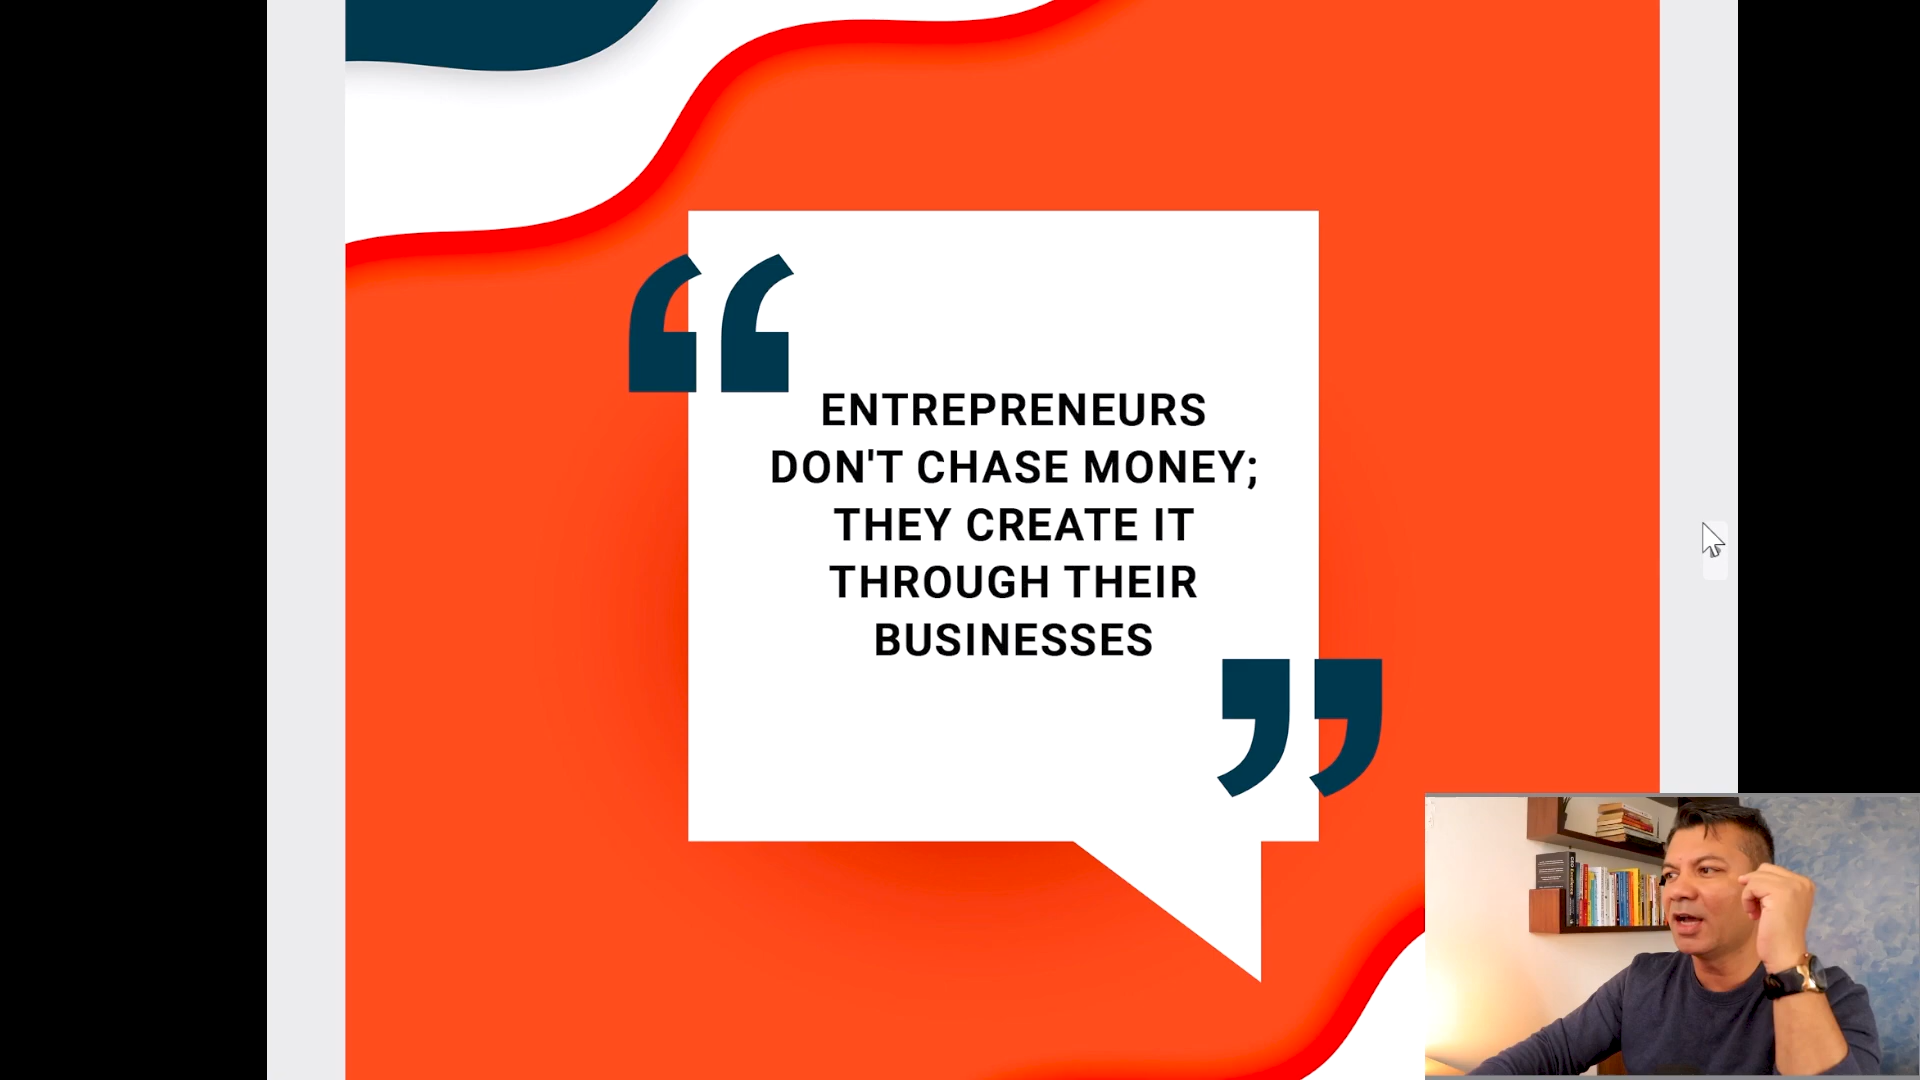 ENTREPRENEURS
DON'T CHASE MONEY;
THEY CREATE IT
THROUGH THEIR
BUSINESSES